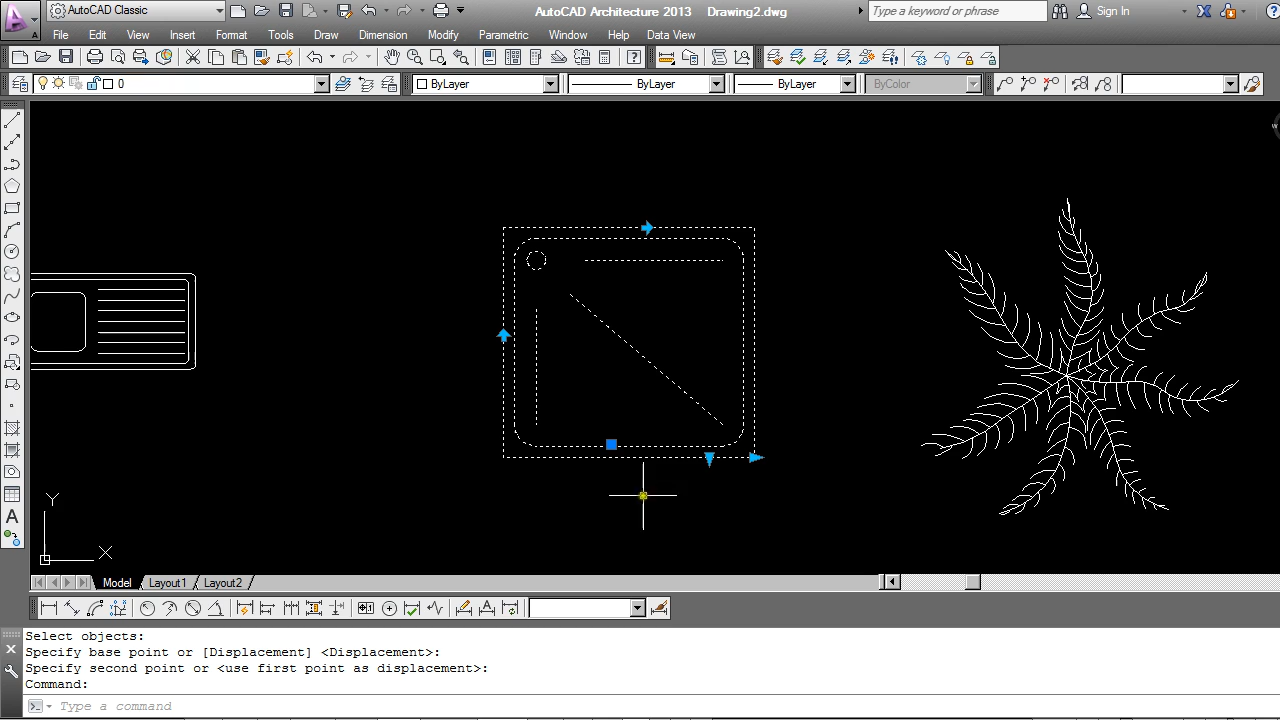 AutoCAD Classic
AutoCAD Architecture 2013 Drawing2.dwg
Type a keyword or phrase
Sign In
File Edit View Insert Format Tools Draw Dimension Modify Parametric Window Help Data View
0
ByLayer
ByLayer
ByLayer
ByColor
W
Y
X
Model Layout1 Layout2
Select objects:
Specify base point or [Displacement] <Displacement>:
Specify second point or <use first point as displacement>:
Command:
Type a command